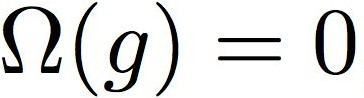 Ω(g) = 0